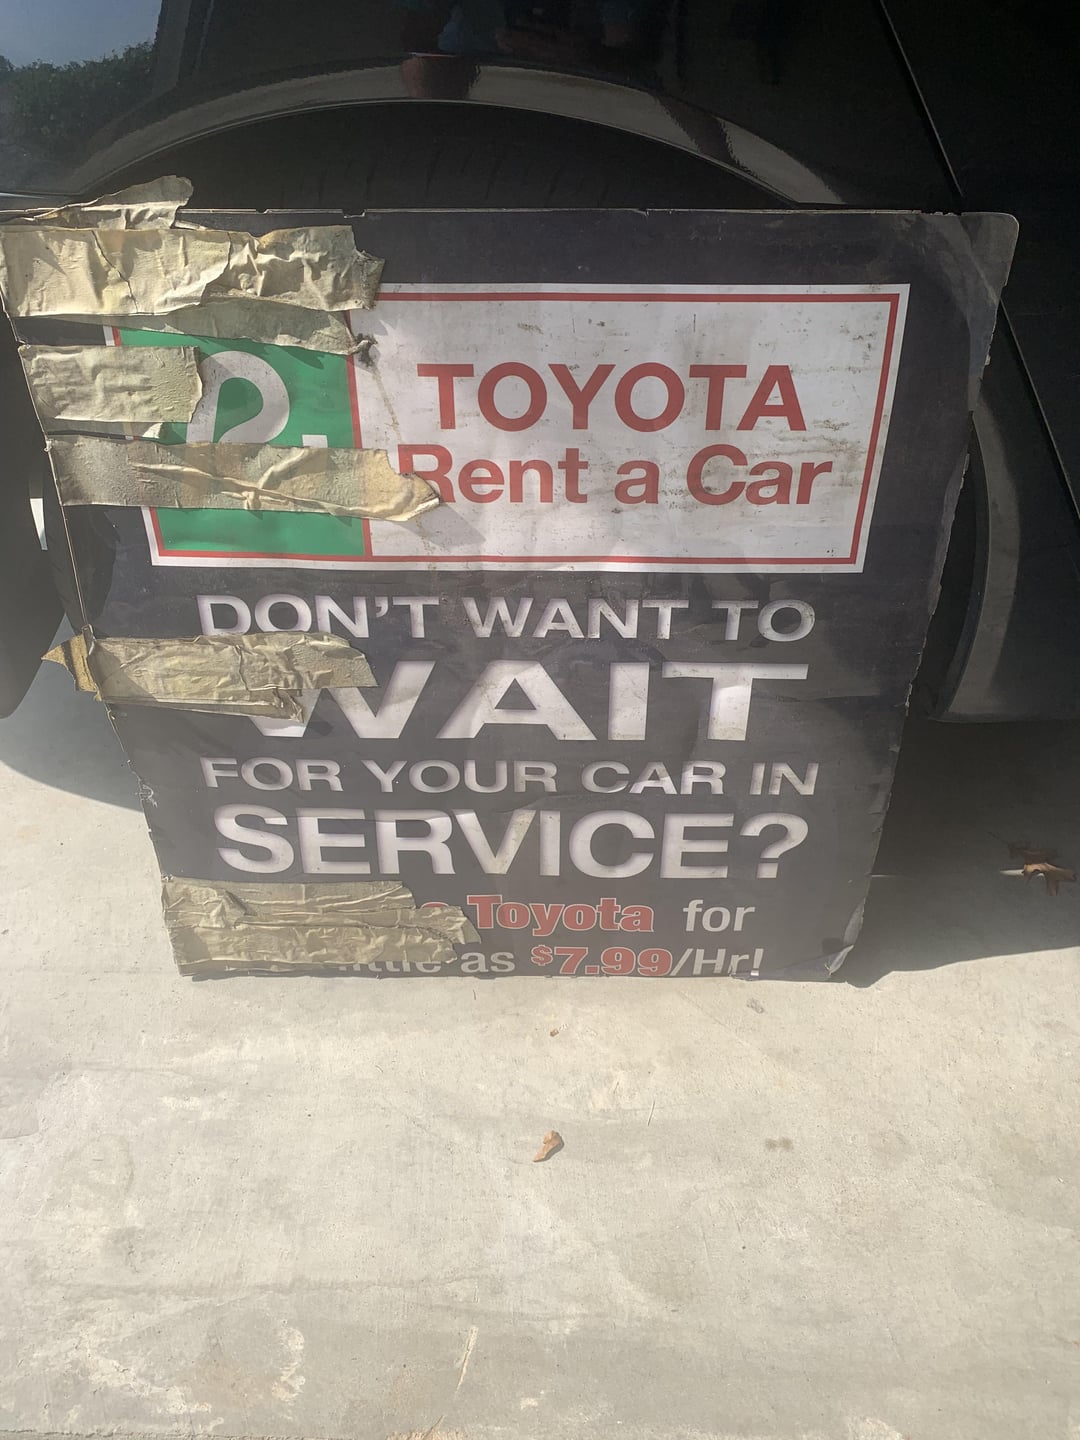 TOYOTA
Rent a Car
DON'T WANT TO
WAIT
FOR YOUR CAR IN
SERVICE?
Toyota for
as $7.99/Hr!